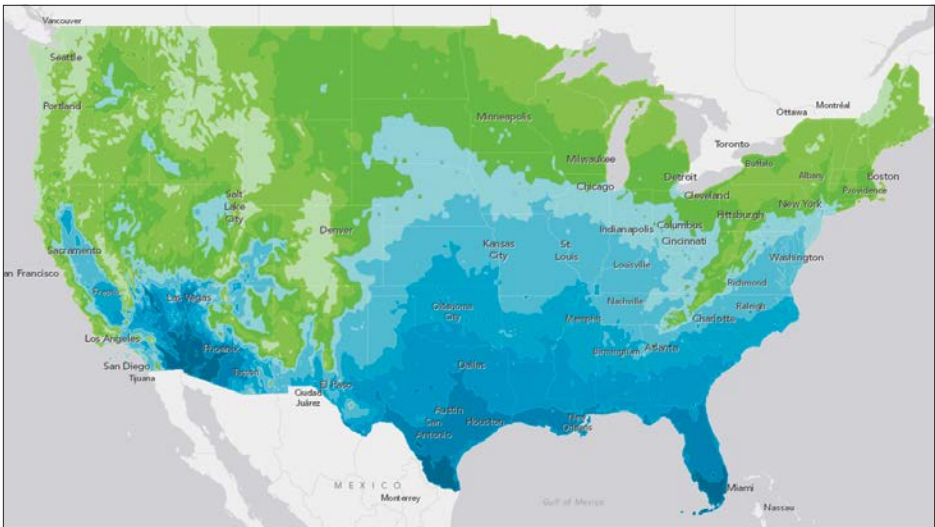 Vancouver
Seattle
Portland
Minneapolis
Ottawa
Montréal
Toronto
Milwaukee
Buffalo
Albany
Boston
Detroit
Chicago
Cleveland
Providence
New York
Salt
Lake
City
Pittsburgh
Denver
Indianapolis
Columbus
Cincinnati
Sacramento
Kansas
City
St.
Louis
Washington
an Francisco
Louisville
Fresno
Las Vegas
Richmond
Nashville
Raleigh
Oklahoma
City
Memphis
Charlotte
Los Angeles
Phoenix
Birmingham
Atlanta
San Diego
Tijuana
Tucson
Dallas
El Paso
Ciudad
Juárez
Austin
San
Antonio
Houston
New
Orleans
MEXICO
Monterrey
Gulf of Mexico
Miami
Nassau